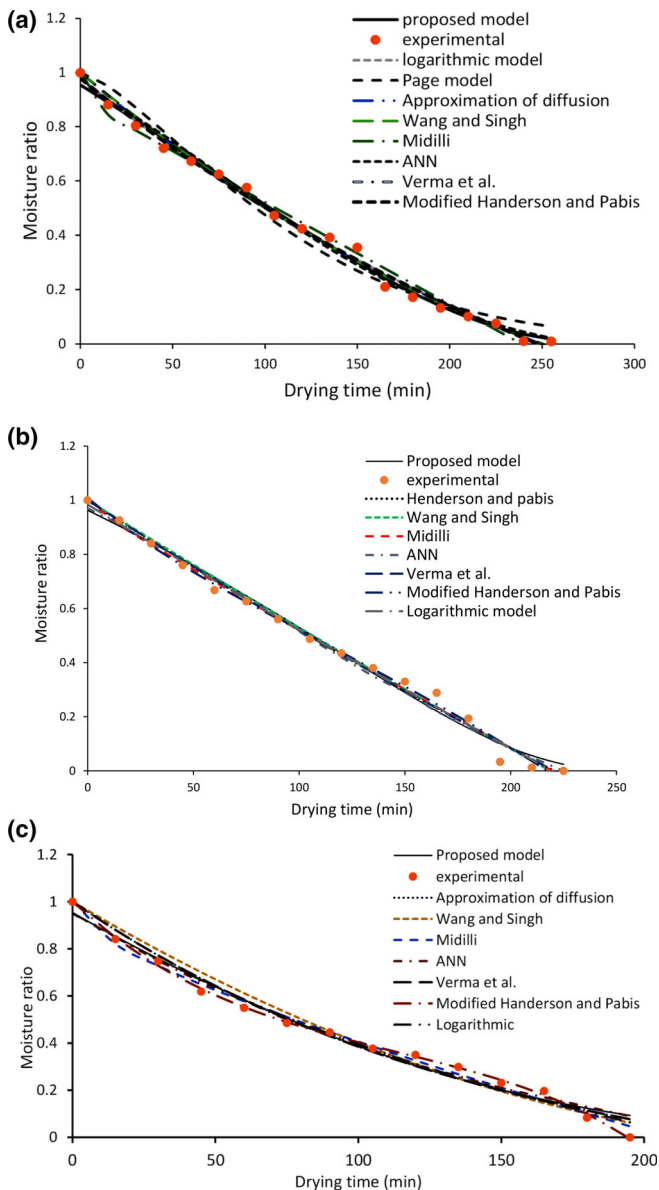 (a)
1.2
1
0.8
0.6
0.4
0.2
0
Moisture ratio
0 50 100 150 200 250 300
Drying time (min)
proposed model
experimental
logarithmic model
Page model
Approximation of diffusion
Wang and Singh
Midilli
ANN
Verma et al.
Modified Handerson and Pabis
(b)
1.2
1
0.8
0.6
0.4
0.2
0
Moisture ratio
0 50 100 150 200 250
Drying time (min)
Proposed model
experimental
Henderson and pabis
Wang and Singh
Midilli
ANN
Verma et al.
Modified Handerson and Pabis
Logarithmic model
(c)
1.2
1
0.8
0.6
0.4
0.2
0
Moisture ratio
0 50 100 150 200
Drying time (min)
Proposed model
experimental
Approximation of diffusion
Wang and Singh
Midilli
ANN
Verma et al.
Modified Handerson and Pabis
Logarithmic